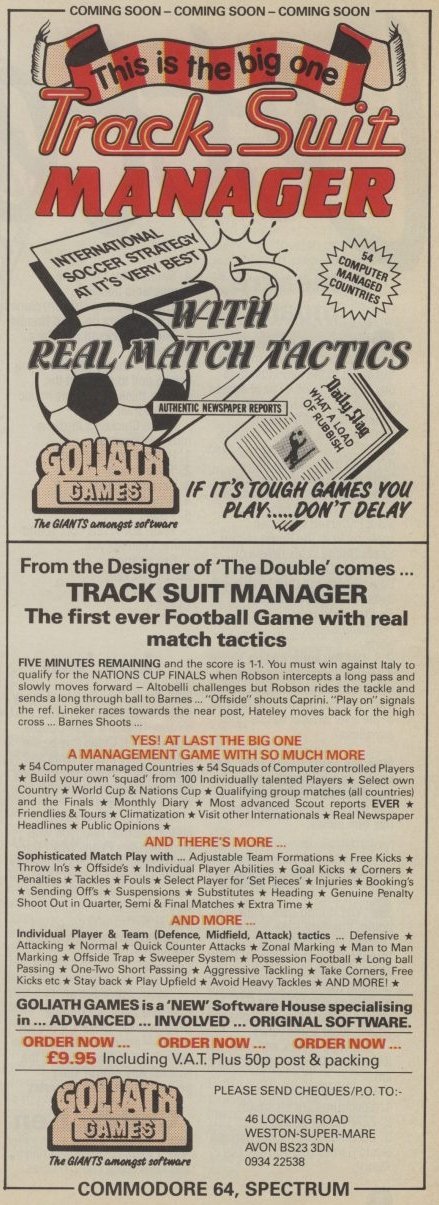 COMING SOON – COMING SOON – COMING SOON
This is the big one
Track Suit
MANAGER
INTERNATIONAL
SOCCER STRATEGY
AT IT'S VERY BEST
54
COMPUTER
MANAGED
COUNTRIES
WITH
REAL MATCH TACTICS
AUTHENTIC NEWSPAPER REPORTS
Daily Slag
WHAT A LOAD
OF RUBBISH
GOLIATH
GAMES
The GIANTS amongst software
IF IT'S TOUGH GAMES YOU
PLAY.....DON'T DELAY
From the Designer of 'The Double' comes ...
TRACK SUIT MANAGER
The first ever Football Game with real
match tactics
FIVE MINUTES REMAINING and the score is 1-1. You must win against Italy to
qualify for the NATIONS CUP FINALS when Robson intercepts a long pass and
slowly moves forward – Altobelli challenges but Robson rides the tackle and
sends a long through ball to Barnes ... "Offside" shouts Caprini. "Play on" signals
the ref. Lineker races towards the near post, Hateley moves back for the high
cross ... Barnes Shoots ...
YES! AT LAST THE BIG ONE
A MANAGEMENT GAME WITH SO MUCH MORE
★ 54 Computer managed Countries ★ 54 Squads of Computer controlled Players
★ Build your own 'squad' from 100 Individually talented Players ★ Select own
Country ★ World Cup & Nations Cup ★ Qualifying group matches (all countries)
and the Finals ★ Monthly Diary ★ Most advanced Scout reports EVER ★
Friendlies & Tours ★ Climatization ★ Visit other Internationals ★ Real Newspaper
Headlines ★ Public Opinions ★
AND THERE'S MORE ...
Sophisticated Match Play with ... Adjustable Team Formations ★ Free Kicks ★
Throw In's ★ Offside's ★ Individual Player Abilities ★ Goal Kicks ★ Corners ★
Penalties ★ Tackles ★ Fouls ★ Select Player for 'Set Pieces' ★ Injuries ★ Booking's
★ Sending Off's ★ Suspensions ★ Substitutes ★ Heading ★ Genuine Penalty
Shoot Out in Quarter, Semi & Final Matches ★ Extra Time ★
AND MORE ...
Individual Player & Team (Defence, Midfield, Attack) tactics ... Defensive ★
Attacking ★ Normal ★ Quick Counter Attacks ★ Zonal Marking ★ Man to Man
Marking ★ Offside Trap ★ Sweeper System ★ Possession Football ★ Long ball
Passing ★ One-Two Short Passing ★ Aggressive Tackling ★ Take Corners, Free
Kicks etc ★ Stay back ★ Play Upfield ★ Avoid Heavy Tackles ★ AND MORE! ★
GOLIATH GAMES is a 'NEW' Software House specialising
in ... ADVANCED ... INVOLVED ... ORIGINAL SOFTWARE.
ORDER NOW ... ORDER NOW ... ORDER NOW ...
£9.95 Including V.A.T. Plus 50p post & packing
GOLIATH
GAMES
The GIANTS amongst software
PLEASE SEND CHEQUES/P.O. TO:-
46 LOCKING ROAD
WESTON-SUPER-MARE
AVON BS23 3DN
0934 22538
COMMODORE 64, SPECTRUM